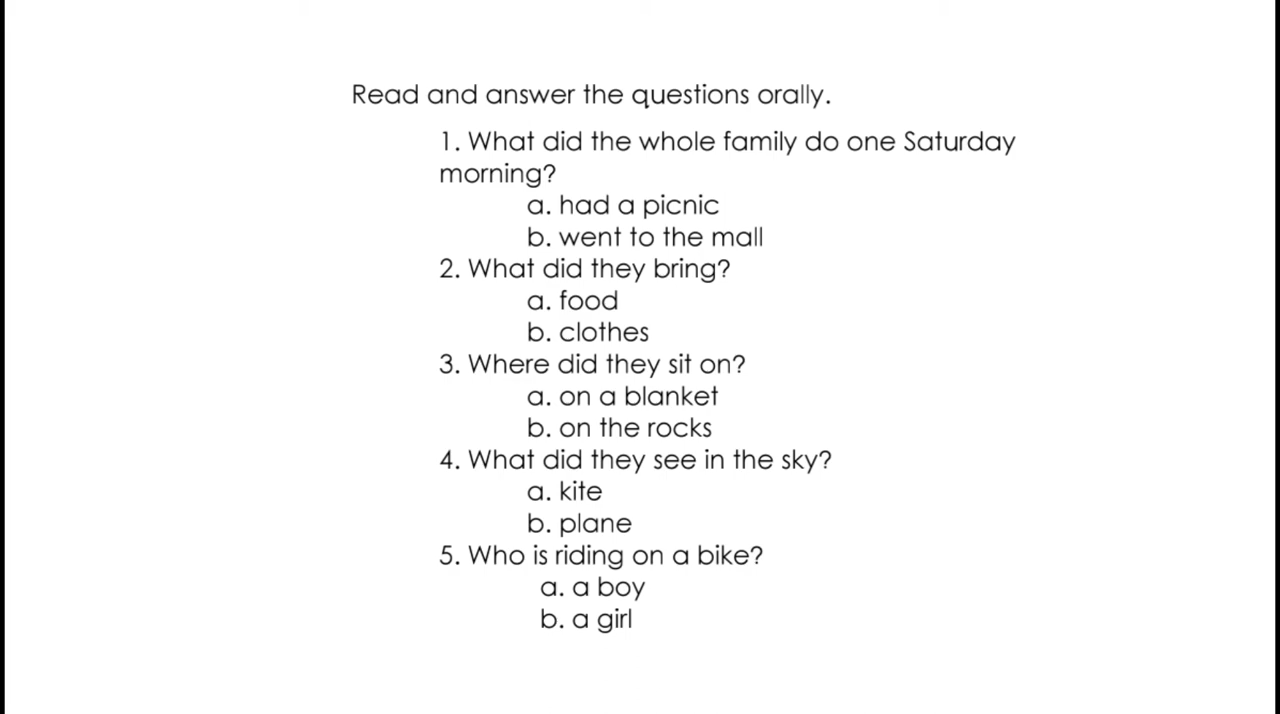 Read and answer the questions orally.
1. What did the whole family do one Saturday
morning?
a. had a picnic
b. went to the mall
2. What did they bring?
a. food
b. clothes
3. Where did they sit on?
a. on a blanket
b. on the rocks
4. What did they see in the sky?
a. kite
b. plane
5. Who is riding on a bike?
a. a boy
b. a girl